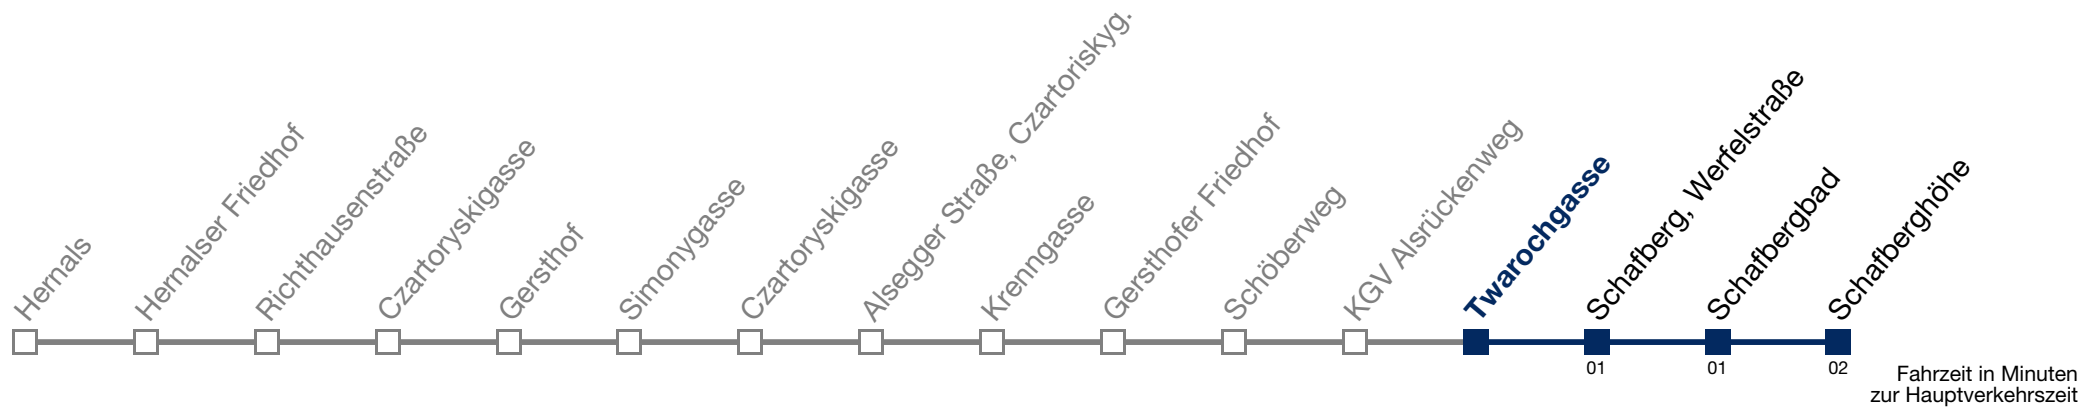 Hernals
Hernalser Friedhof
Richthausenstraße
Czartoryskigasse
Gersthof
Simonygasse
Czartoryskigasse
Alsegger Straße, Czartoriskyg.
Krenngasse
Gersthofer Friedhof
Schöberweg
KGV Alsrückenweg
Twarochgasse
Schafberg, Werfelstraße
Schafbergbad
Schafberghöhe
01
01
02
Fahrzeit in Minuten
zur Hauptverkehrszeit